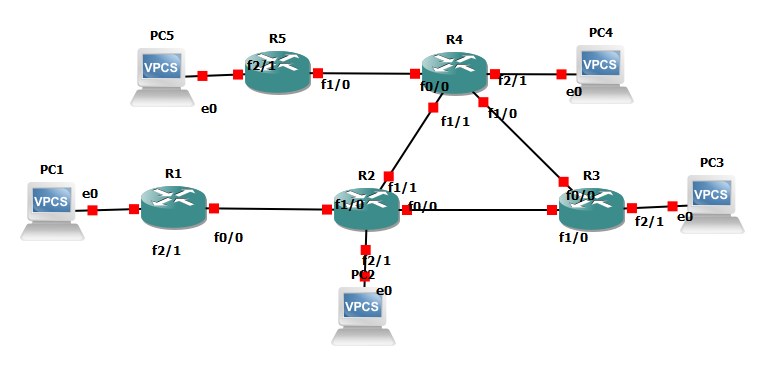 PC5
R5
R4
PC4
VPCS
f2/1
f1/0
f0/0
f2/1
VPCS
e0
f1/0
e0
f1/1
PC1
R1
R2
f1/1
R3
PC3
VPCS
e0
f1/0
f0/0
f0/0
VPCS
e0
f2/1
f2/1
f0/0
f1/0
f2/1
PC2
e0
VPCS